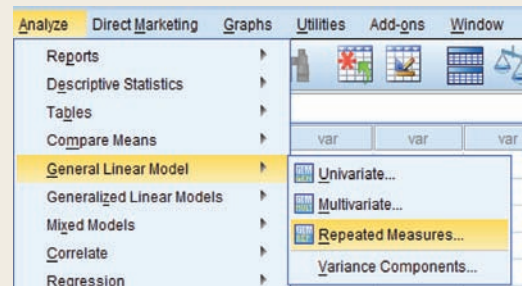 Analyze Direct Marketing Graphs Utilities Add-ons Window
Reports
Descriptive Statistics
Tables
Compare Means
var var var
General Linear Model
Univariate...
Generalized Linear Models
Multivariate...
Mixed Models
Repeated Measures...
Correlate
Variance Components...
Regression